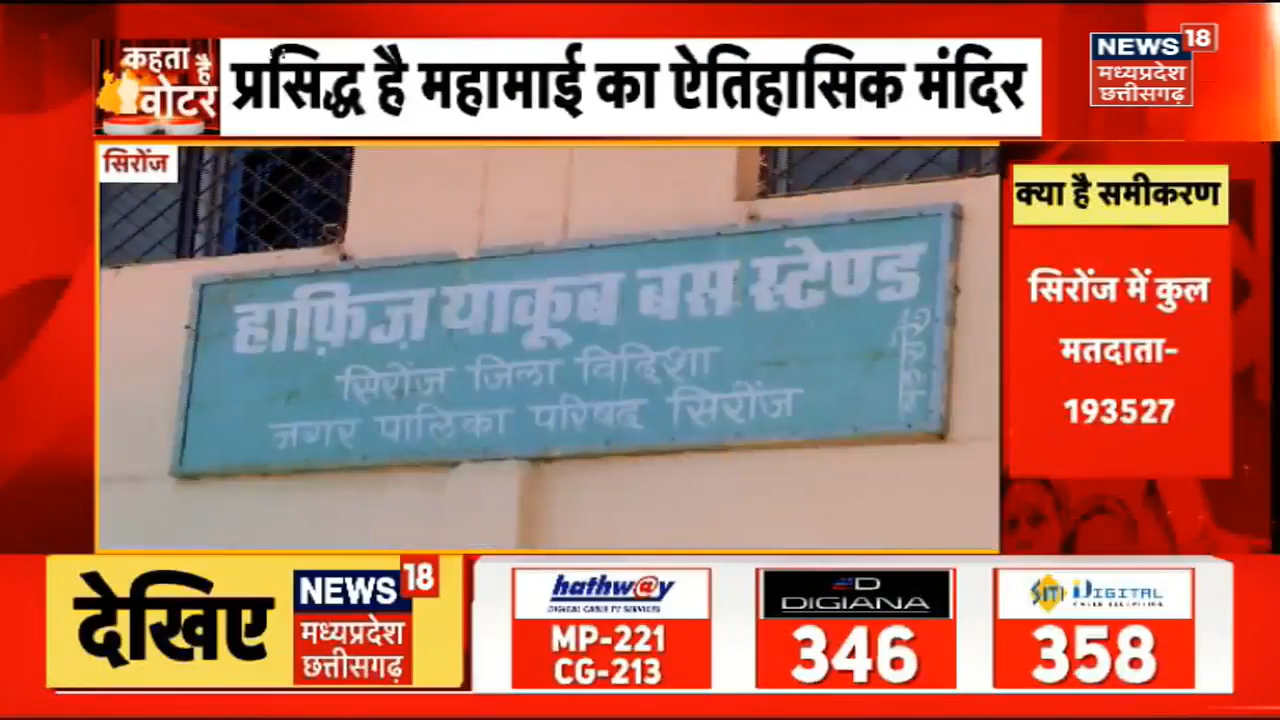 कहता है वोटर
प्रसिद्ध है महामाई का ऐतिहासिक मंदिर
NEWS 18
मध्यप्रदेश
छत्तीसगढ़
सिरोंज
हाफ़िज़ याकूब बस स्टेण्ड
सिरोंज जिला विदिशा
नगर पालिका परिषद सिरोंज
क्या है समीकरण
सिरोंज में कुल
मतदाता-
193527
देखिए
NEWS 18
मध्यप्रदेश
छत्तीसगढ़
hathw@y
DIGITAL CABLE TV SERVICES
MP-221
CG-213
DIGIANA
346
SITI DIGITAL
358